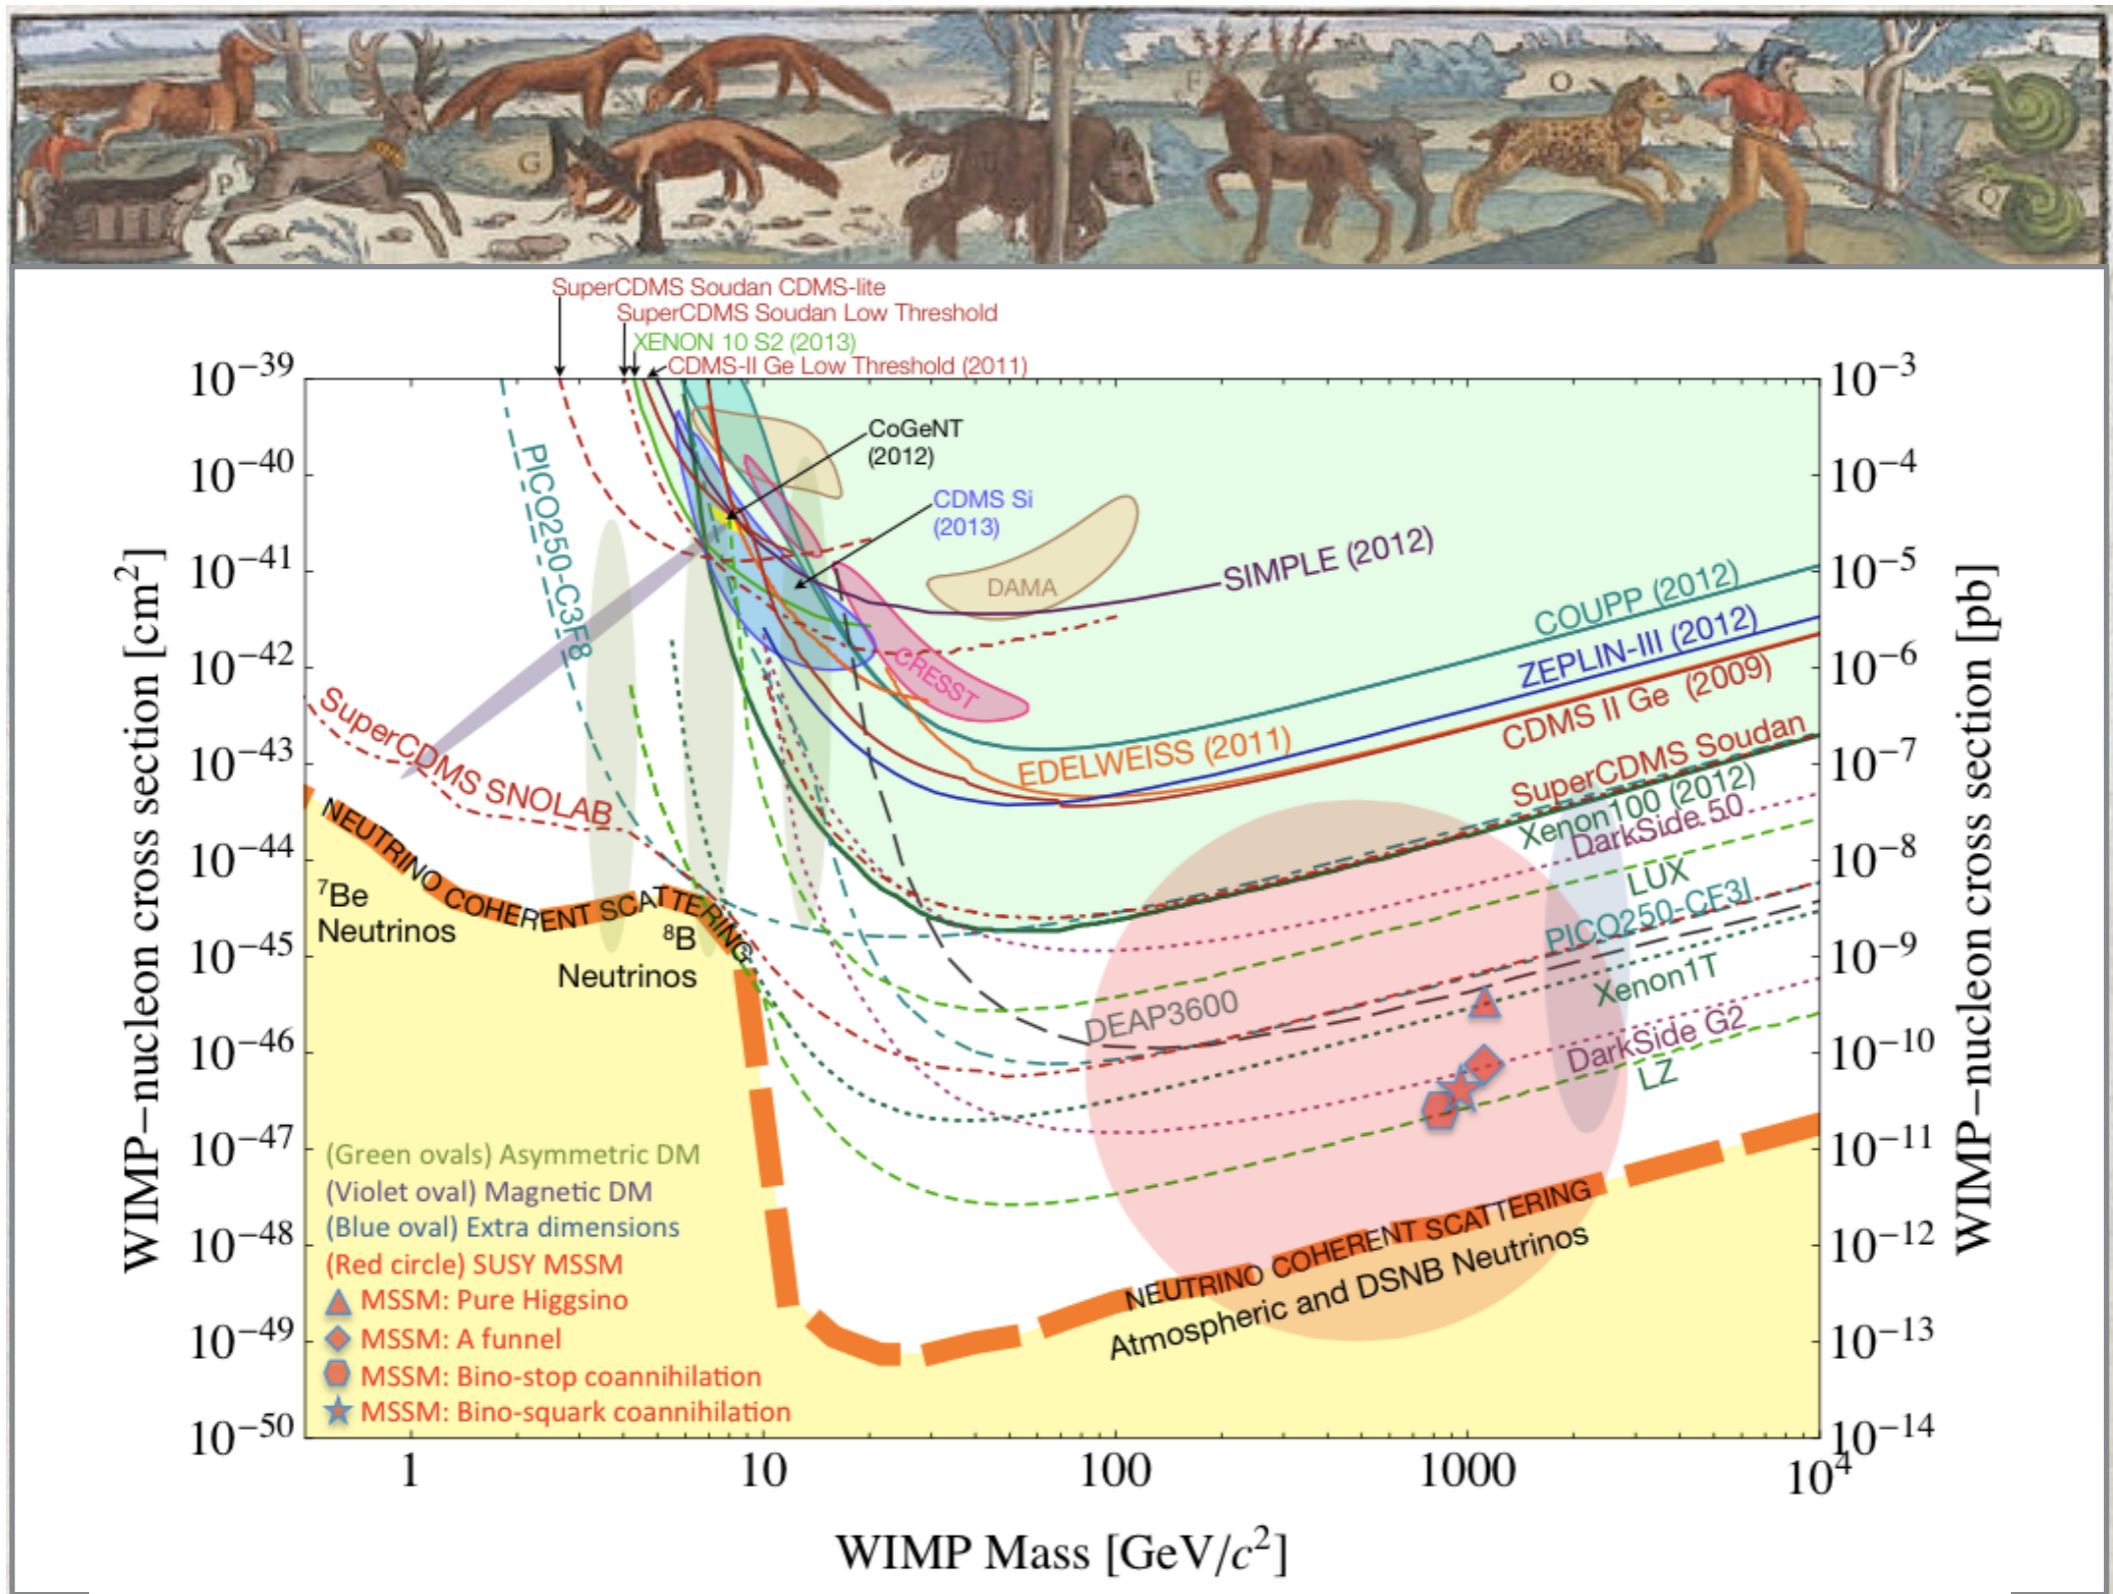 P
G
F
O
Q
SuperCDMS Soudan CDMS-lite
SuperCDMS Soudan Low Threshold
XENON 10 S2 (2013)
CDMS-II Ge Low Threshold (2011)
10−39
10−40
10−41
10−42
10−43
10−44
10−45
10−46
10−47
10−48
10−49
10−50
WIMP−nucleon cross section [cm2]
10−3
10−4
10−5
10−6
10−7
10−8
10−9
10−10
10−11
10−12
10−13
10−14
WIMP−nucleon cross section [pb]
CoGeNT
(2012)
CDMS Si
(2013)
PICO250-C3F8
DAMA
SIMPLE (2012)
COUPP (2012)
ZEPLIN-III (2012)
CRESST
CDMS II Ge (2009)
EDELWEISS (2011)
SuperCDMS SNOLAB
SuperCDMS Soudan
Xenon100 (2012)
DarkSide 50
LUX
PICO250-CF3I
Xenon1T
DEAP3600
DarkSide G2
LZ
NEUTRINO COHERENT SCATTERING
7Be
Neutrinos
8B
Neutrinos
NEUTRINO COHERENT SCATTERING
Atmospheric and DSNB Neutrinos
(Green ovals) Asymmetric DM
(Violet oval) Magnetic DM
(Blue oval) Extra dimensions
(Red circle) SUSY MSSM
MSSM: Pure Higgsino
MSSM: A funnel
MSSM: Bino-stop coannihilation
MSSM: Bino-squark coannihilation
1
10
100
1000
104
WIMP Mass [GeV/c2]